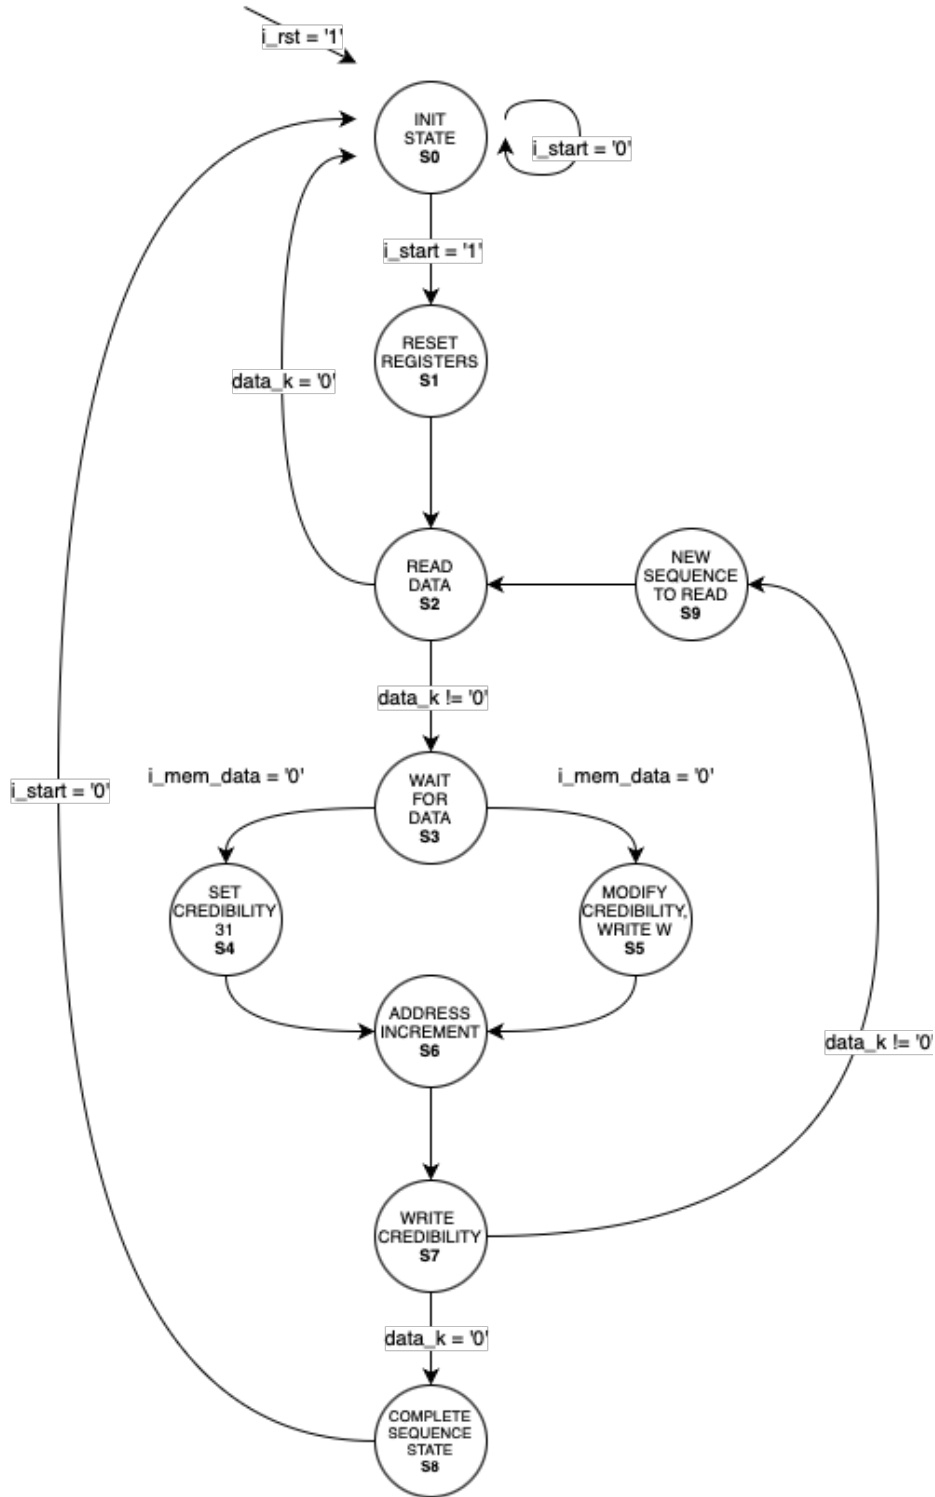 i_rst = '1'
INIT
STATE
S0
i_start = '0'
i_start = '1'
RESET
REGISTERS
S1
data_k = '0'
READ
DATA
S2
NEW
SEQUENCE
TO READ
S9
data_k != '0'
i_mem_data = '0'
WAIT
FOR
DATA
S3
i_mem_data = '0'
i_start = '0'
SET
CREDIBILITY
31
S4
MODIFY
CREDIBILITY,
WRITE W
S5
ADDRESS
INCREMENT
S6
data_k != '0'
WRITE
CREDIBILITY
S7
data_k = '0'
COMPLETE
SEQUENCE
STATE
S8